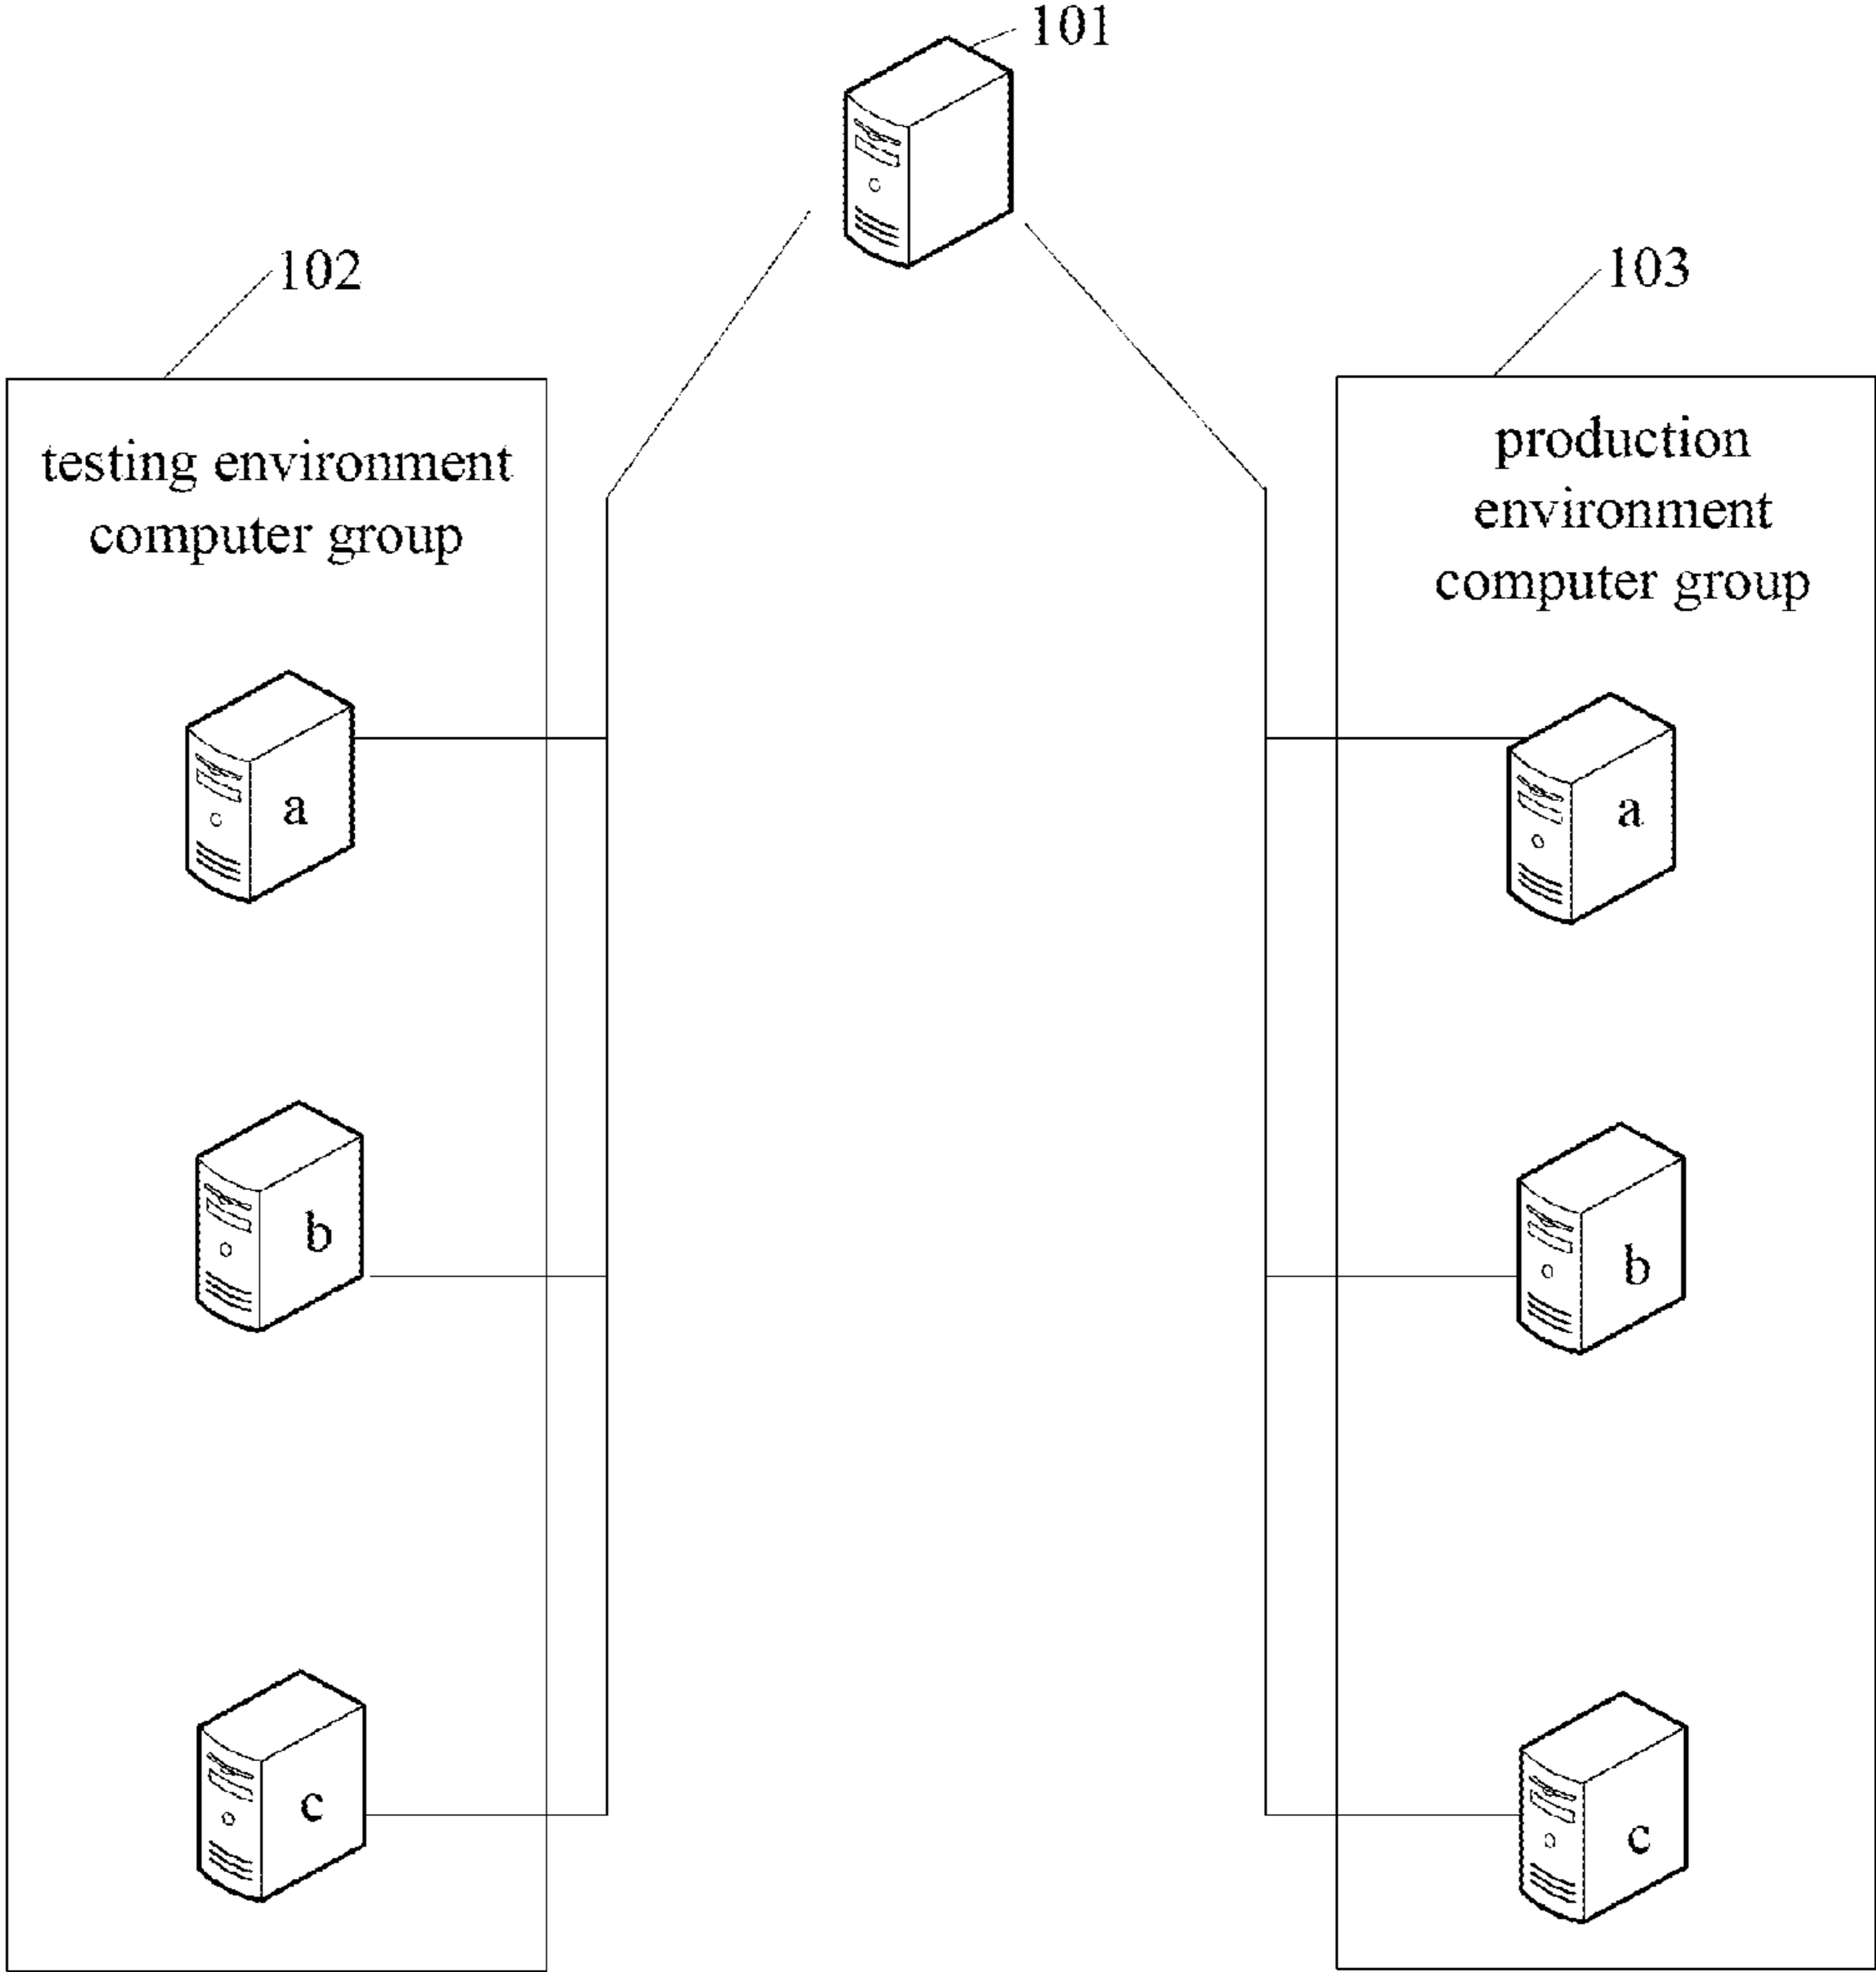 101
102
103
testing environment
computer group
production
environment
computer group
a
a
b
b
c
c